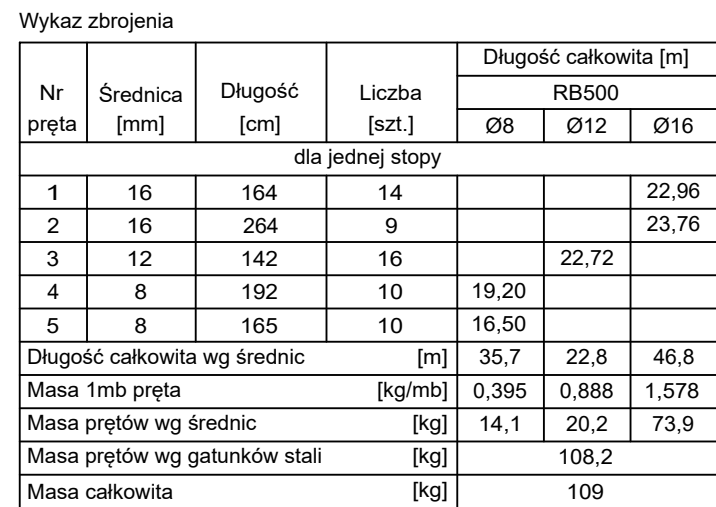 Wykaz zbrojenia
Długość całkowita [m]
Nr Średnica Długość Liczba RB500
pręta [mm] [cm] [szt.] Ø8 Ø12 Ø16
dla jednej stopy
1 16 164 14 22,96
2 16 264 9 23,76
3 12 142 16 22,72
4 8 192 10 19,20
5 8 165 10 16,50
Długość całkowita wg średnic [m] 35,7 22,8 46,8
Masa 1mb pręta [kg/mb] 0,395 0,888 1,578
Masa prętów wg średnic [kg] 14,1 20,2 73,9
Masa prętów wg gatunków stali [kg] 108,2
Masa całkowita [kg] 109